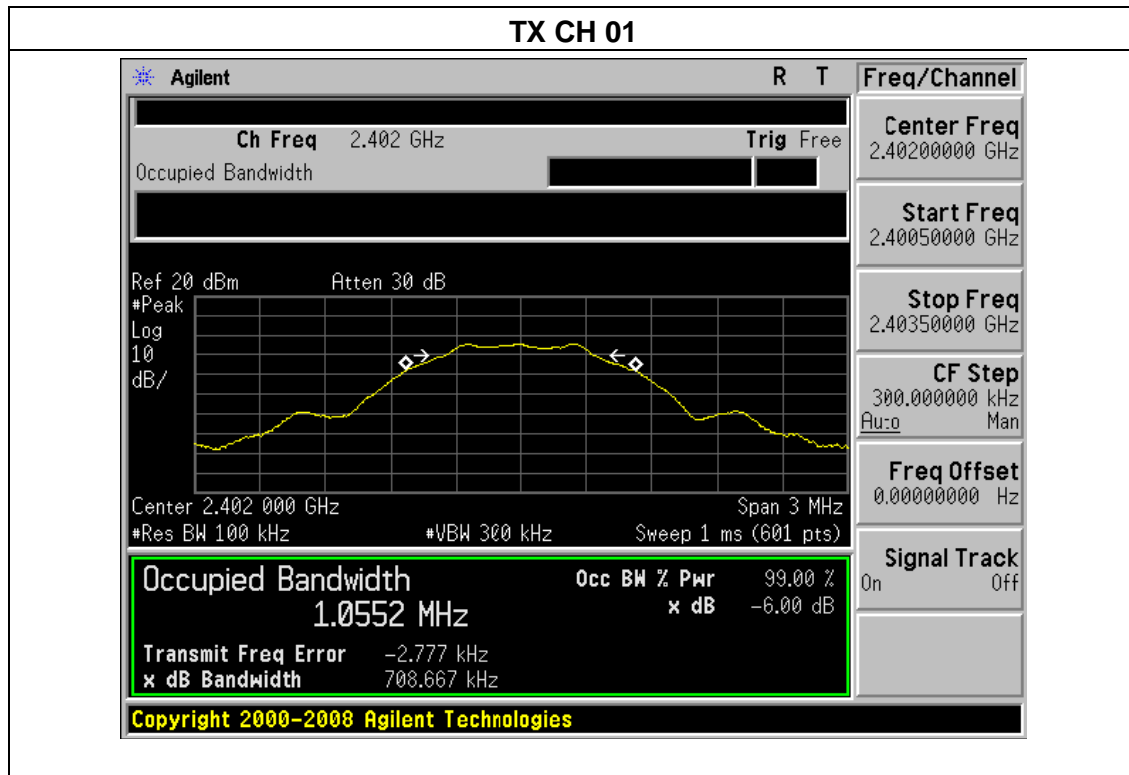 TX CH 01
Agilent R T
Freq/Channel
Ch Freq 2.402 GHz Trig Free
Occupied Bandwidth
Center Freq
2.40200000 GHz
Start Freq
2.40050000 GHz
Stop Freq
2.40350000 GHz
CF Step
300.000000 kHz
Auto Man
Freq Offset
0.00000000 Hz
Signal Track
On Off
Ref 20 dBm Atten 30 dB
#Peak
Log
10
dB/
Center 2.402 000 GHz Span 3 MHz
#Res BW 100 kHz #VBW 300 kHz Sweep 1 ms (601 pts)
Occupied Bandwidth
1.0552 MHz
Occ BW % Pwr 99.00 %
x dB -6.00 dB
Transmit Freq Error -2.777 kHz
x dB Bandwidth 708.667 kHz
Copyright 2000-2008 Agilent Technologies